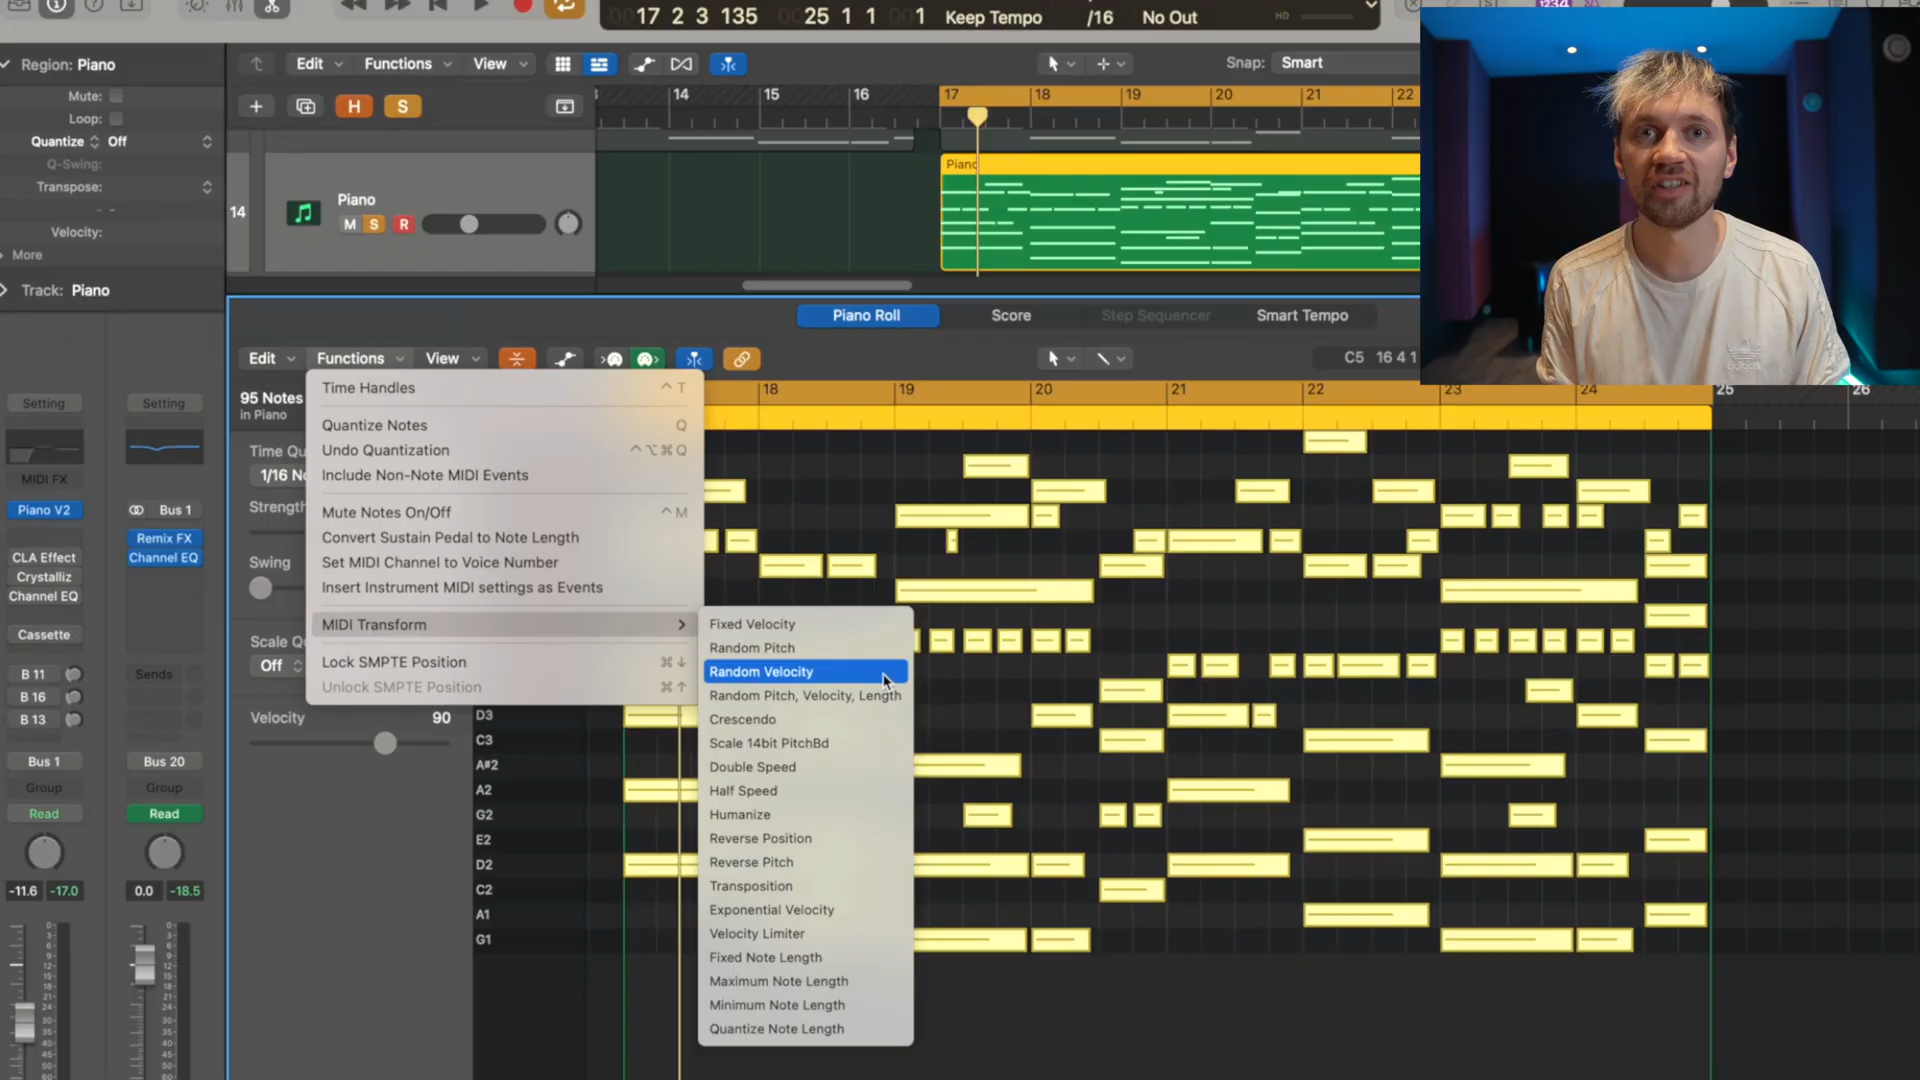 17 2 3 135
25 1 1 1
Keep Tempo
/16
No Out
HD
1234
Region: Piano
Edit
Functions
View
Snap: Smart
Mute:
Loop:
Quantize Off
Q-Swing:
Transpose:
Velocity:
More
Track: Piano
H S
14 15 16 17 18 19 20 21 22
Piano
14
Piano
M S R
Piano Roll
Score
Step Sequencer
Smart Tempo
Edit
Functions
View
C5 16 4 1
95 Notes
in Piano
18 19 20 21 22 23 24 25 26
Strength
Swing
Off
Velocity 90
Time Handles ^ T
Quantize Notes Q
Undo Quantization ^⌥⌘Q
Include Non-Note MIDI Events
Mute Notes On/Off ^ M
Convert Sustain Pedal to Note Length
Set MIDI Channel to Voice Number
Insert Instrument MIDI settings as Events
MIDI Transform
Lock SMPTE Position ⌘↓
Unlock SMPTE Position ⌘↑
Fixed Velocity
Random Pitch
Random Velocity
Random Pitch, Velocity, Length
Crescendo
Scale 14bit PitchBd
Double Speed
Half Speed
Humanize
Reverse Position
Reverse Pitch
Transposition
Exponential Velocity
Velocity Limiter
Fixed Note Length
Maximum Note Length
Minimum Note Length
Quantize Note Length
D3
C3
A#2
A2
G2
E2
D2
C2
A1
G1
Setting Setting
MIDI FX
Piano V2
Bus 1
Remix FX
CLA Effect
Channel EQ
Crystalliz
Channel EQ
Cassette
B 11
Sends
B 16
B 13
Bus 1 Bus 20
Group Group
Read Read
-11.6 -17.0 0.0 -18.5